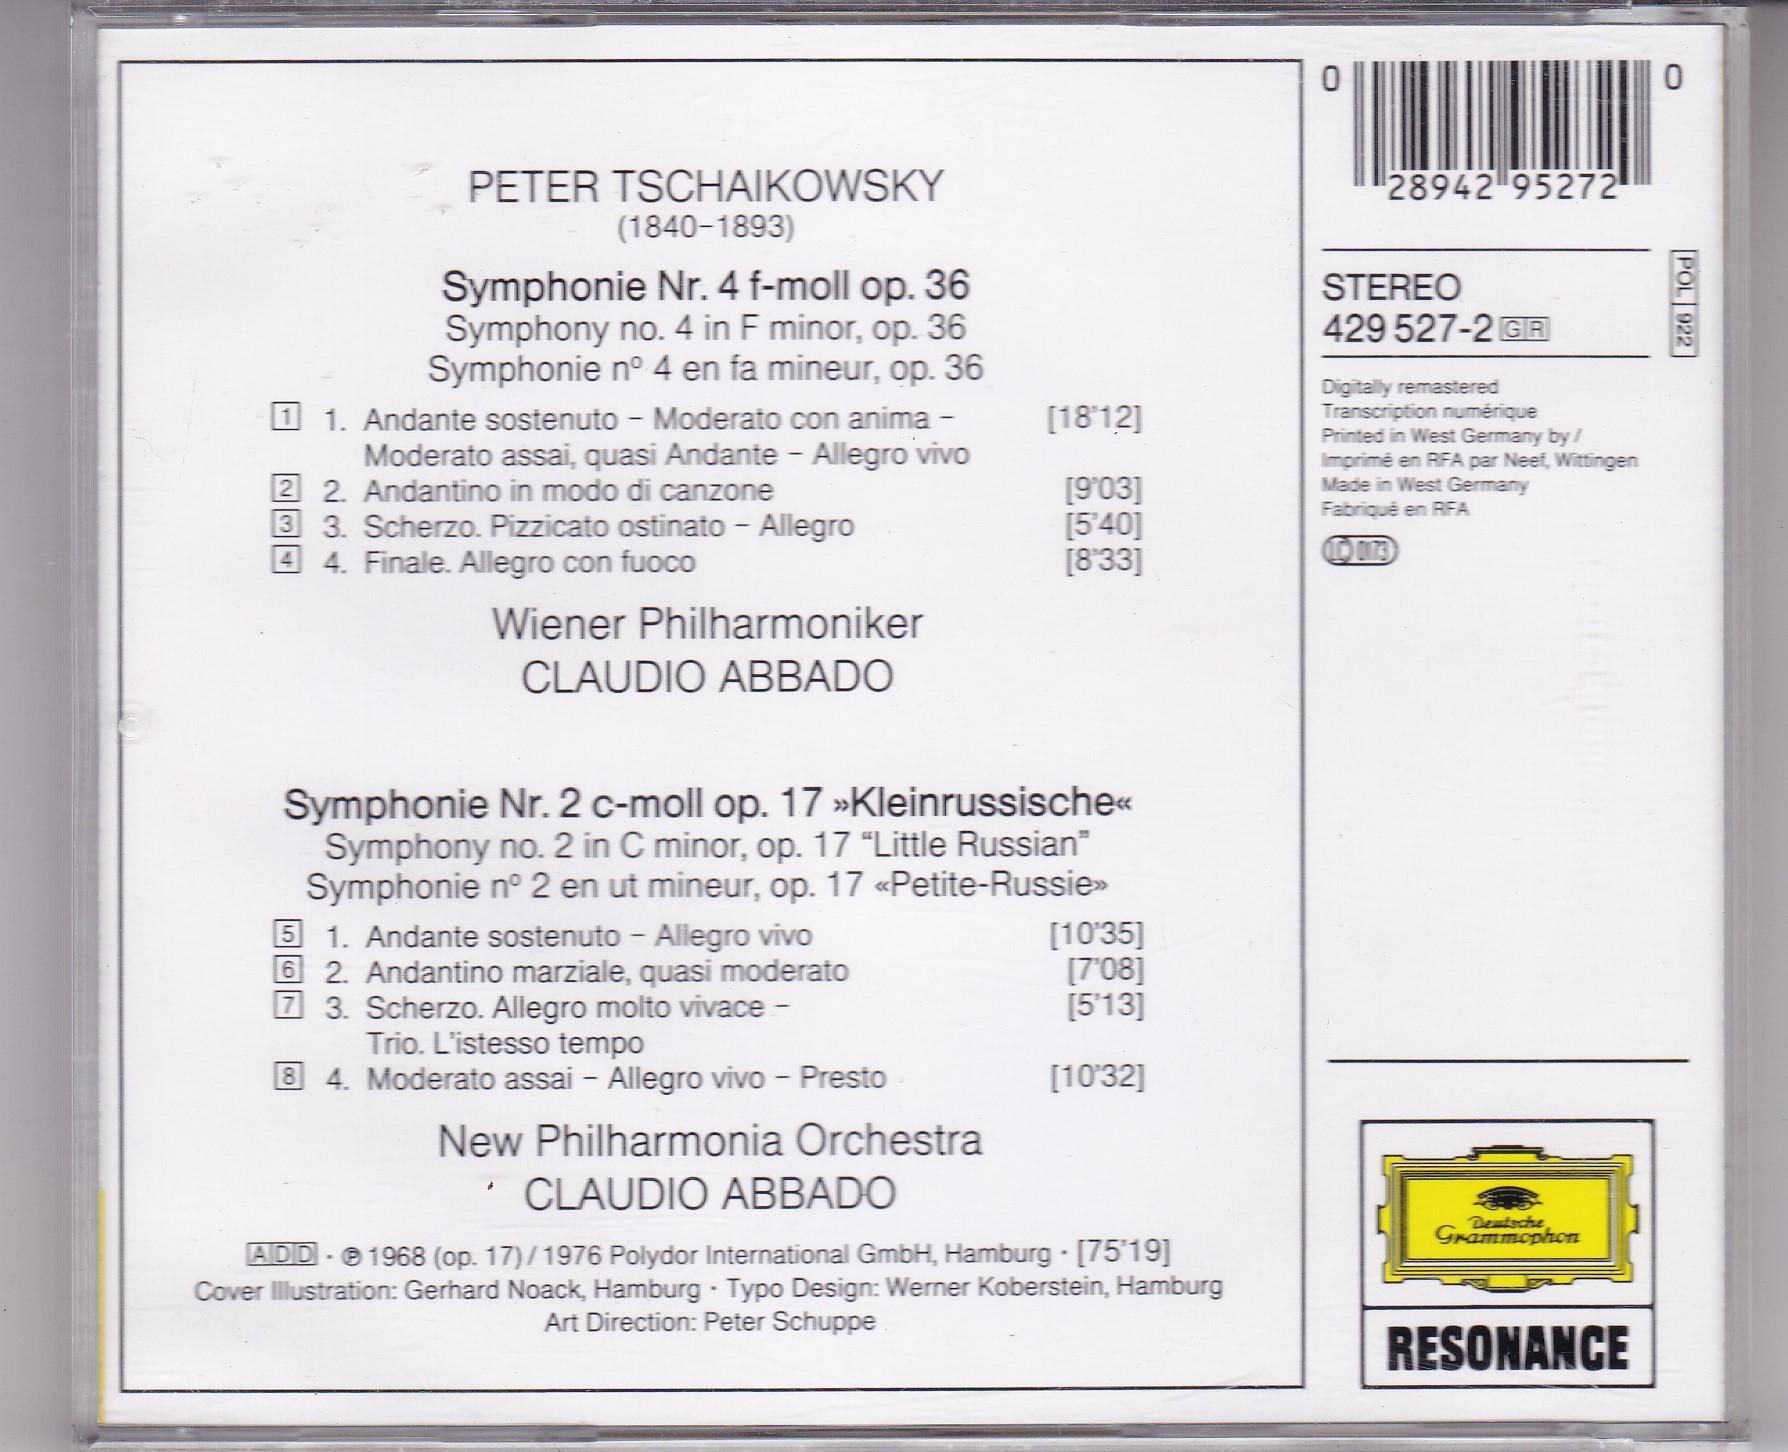 PETER TSCHAIKOWSKY
(1840–1893)
Symphonie Nr. 4 f-moll op. 36
Symphony no. 4 in F minor, op. 36
Symphonie nº 4 en fa mineur, op. 36
1 1. Andante sostenuto – Moderato con anima – [18'12]
Moderato assai, quasi Andante – Allegro vivo
2 2. Andantino in modo di canzone [9'03]
3 3. Scherzo. Pizzicato ostinato – Allegro [5'40]
4 4. Finale. Allegro con fuoco [8'33]
Wiener Philharmoniker
CLAUDIO ABBADO
Symphonie Nr. 2 c-moll op. 17 »Kleinrussische«
Symphony no. 2 in C minor, op. 17 “Little Russian”
Symphonie nº 2 en ut mineur, op. 17 «Petite-Russie»
5 1. Andante sostenuto – Allegro vivo [10'35]
6 2. Andantino marziale, quasi moderato [7'08]
7 3. Scherzo. Allegro molto vivace – [5'13]
Trio. L'istesso tempo
8 4. Moderato assai – Allegro vivo – Presto [10'32]
New Philharmonia Orchestra
CLAUDIO ABBADO
ADD · ℗ 1968 (op. 17) / 1976 Polydor International GmbH, Hamburg · [75'19]
Cover Illustration: Gerhard Noack, Hamburg · Typo Design: Werner Koberstein, Hamburg
Art Direction: Peter Schuppe
0 28942 95272 0
STEREO
429 527-2 GR
POL 922
Digitally remastered
Transcription numérique
Printed in West Germany by /
Imprimé en RFA par Neef, Wittingen
Made in West Germany
Fabriqué en RFA
LC 0173
Deutsche
Grammophon
RESONANCE